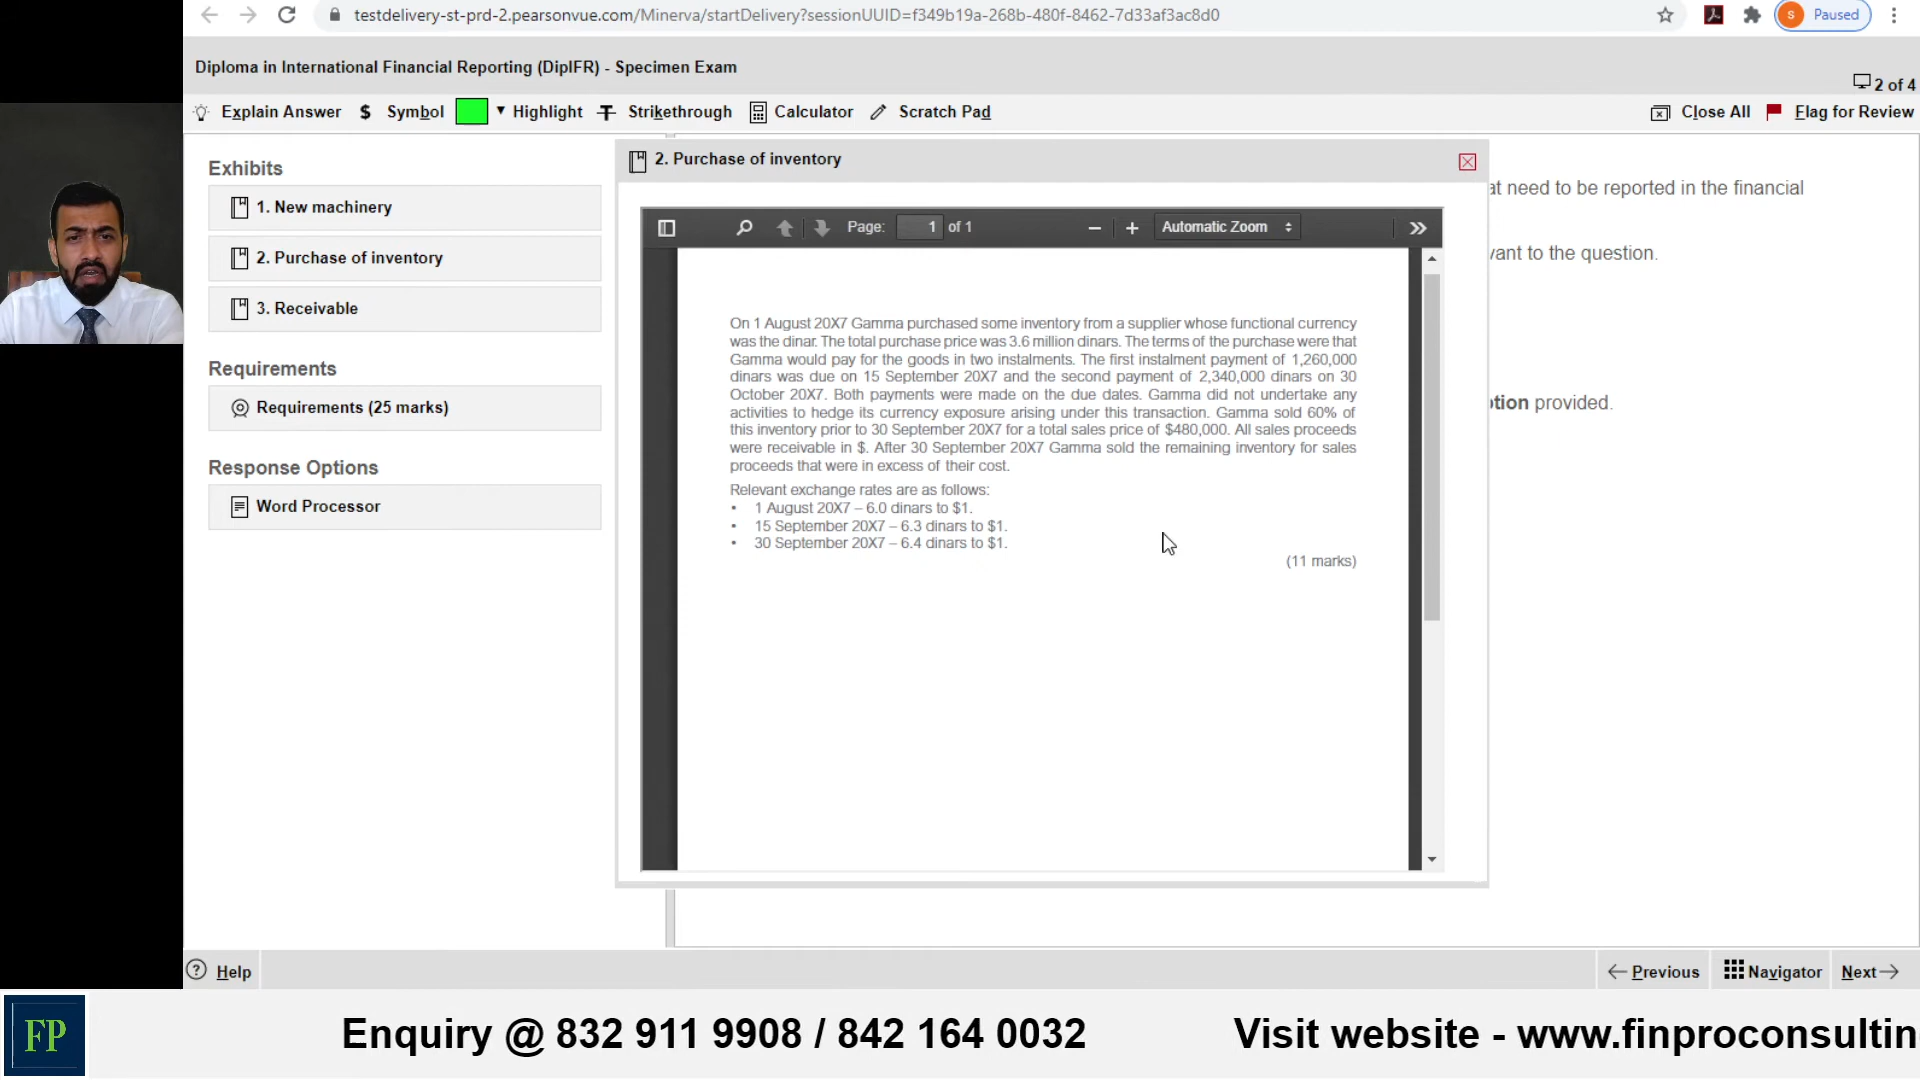 testdelivery-st-prd-2.pearsonvue.com/Minerva/startDelivery?sessionUUID=f349b19a-268b-480f-8462-7d33af3ac8d0
S Paused
Diploma in International Financial Reporting (DipIFR) - Specimen Exam
2 of 4
Explain Answer $ Symbol Highlight Strikethrough Calculator Scratch Pad Close All Flag for Review
Exhibits
1. New machinery
2. Purchase of inventory
3. Receivable
Requirements
Requirements (25 marks)
Response Options
Word Processor
2. Purchase of inventory
Page: 1 of 1 Automatic Zoom
On 1 August 20X7 Gamma purchased some inventory from a supplier whose functional currency
was the dinar. The total purchase price was 3.6 million dinars. The terms of the purchase were that
Gamma would pay for the goods in two instalments. The first instalment payment of 1,260,000
dinars was due on 15 September 20X7 and the second payment of 2,340,000 dinars on 30
October 20X7. Both payments were made on the due dates. Gamma did not undertake any
activities to hedge its currency exposure arising under this transaction. Gamma sold 60% of
this inventory prior to 30 September 20X7 for a total sales price of $480,000. All sales proceeds
were receivable in $. After 30 September 20X7 Gamma sold the remaining inventory for sales
proceeds that were in excess of their cost.
Relevant exchange rates are as follows:
• 1 August 20X7 – 6.0 dinars to $1.
• 15 September 20X7 – 6.3 dinars to $1.
• 30 September 20X7 – 6.4 dinars to $1.
(11 marks)
at need to be reported in the financial
vant to the question.
tion provided.
Help
Previous Navigator Next
FP
Enquiry @ 832 911 9908 / 842 164 0032 Visit website - www.finproconsultin